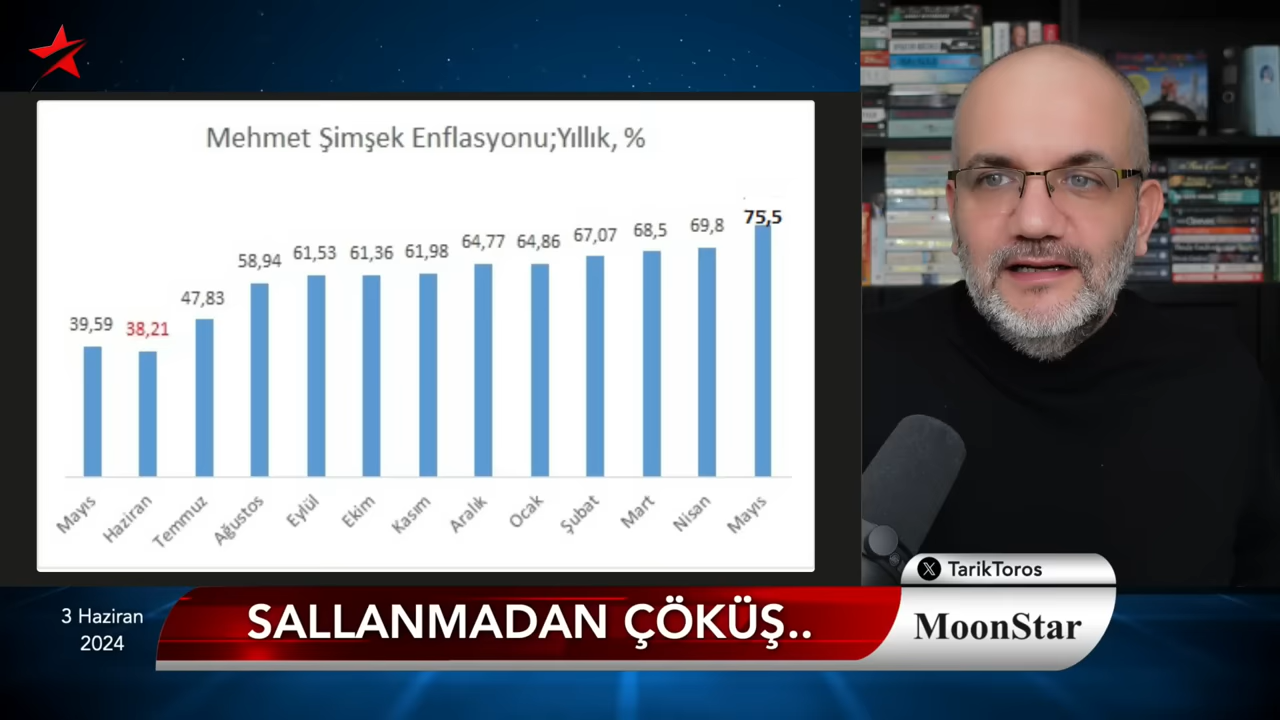 Mehmet Şimşek Enflasyonu;Yıllık, %
39,59
38,21
47,83
58,94
61,53
61,36
61,98
64,77
64,86
67,07
68,5
69,8
75,5
Mayıs
Haziran
Temmuz
Ağustos
Eylül
Ekim
Kasım
Aralık
Ocak
Şubat
Mart
Nisan
Mayıs
TarikToros
3 Haziran
2024
SALLANMADAN ÇÖKÜŞ..
MoonStar